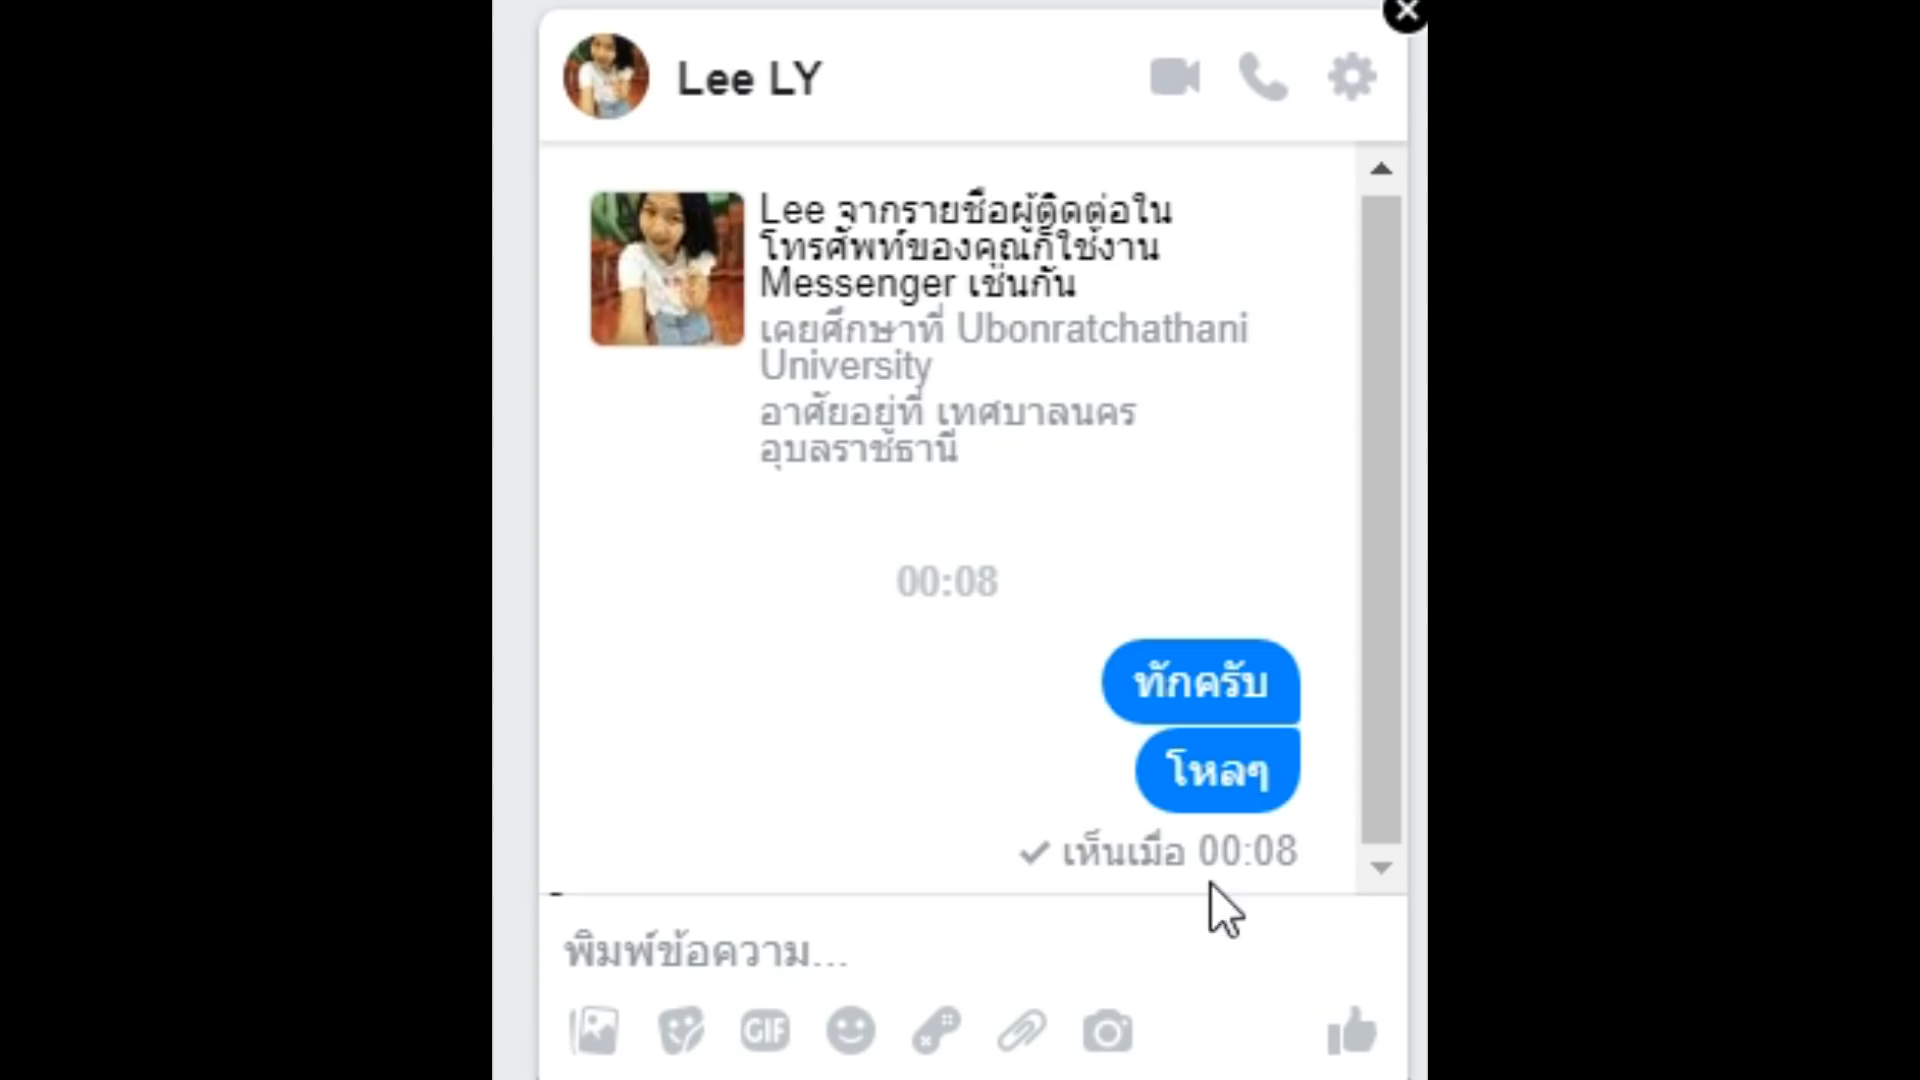 Lee LY
Lee จากรายชื่อผู้ติดต่อใน
โทรศัพท์ของคุณก็ใช้งาน
Messenger เช่นกัน
เคยศึกษาที่ Ubonratchathani
University
อาศัยอยู่ที่ เทศบาลนคร
อุบลราชธานี
00:08
ทักครับ
โหลๆ
เห็นเมื่อ 00:08
พิมพ์ข้อความ...
GIF